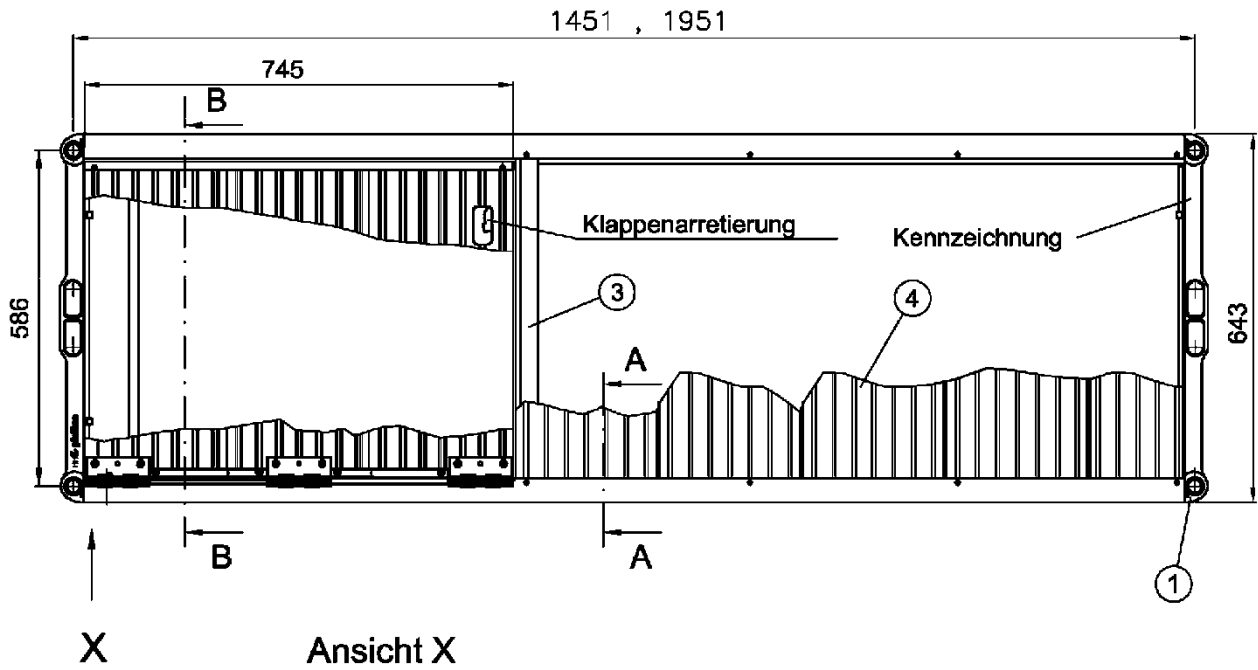 1451 , 1951
745
B
Klappenarretierung
Kennzeichnung
3
4
586
643
A
B
A
1
X
Ansicht X